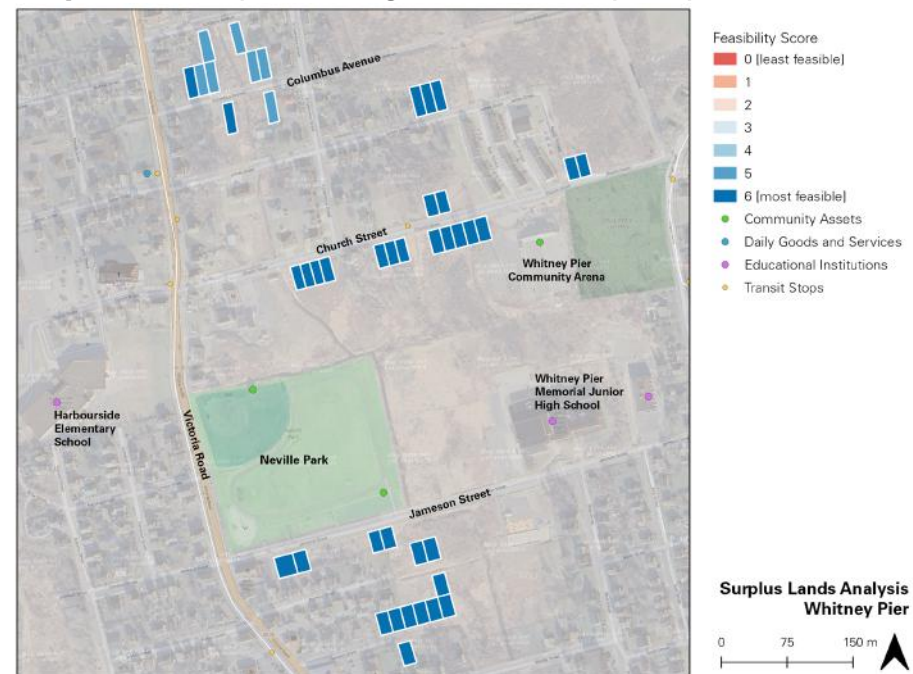 Columbus Avenue
Church Street
Whitney Pier
Community Arena
Harbourside
Elementary
School
Victoria Road
Neville Park
Whitney Pier
Memorial Junior
High School
Jameson Street
Feasibility Score
0 [least feasible]
1
2
3
4
5
6 [most feasible]
Community Assets
Daily Goods and Services
Educational Institutions
Transit Stops
Surplus Lands Analysis
Whitney Pier
0 75 150 m